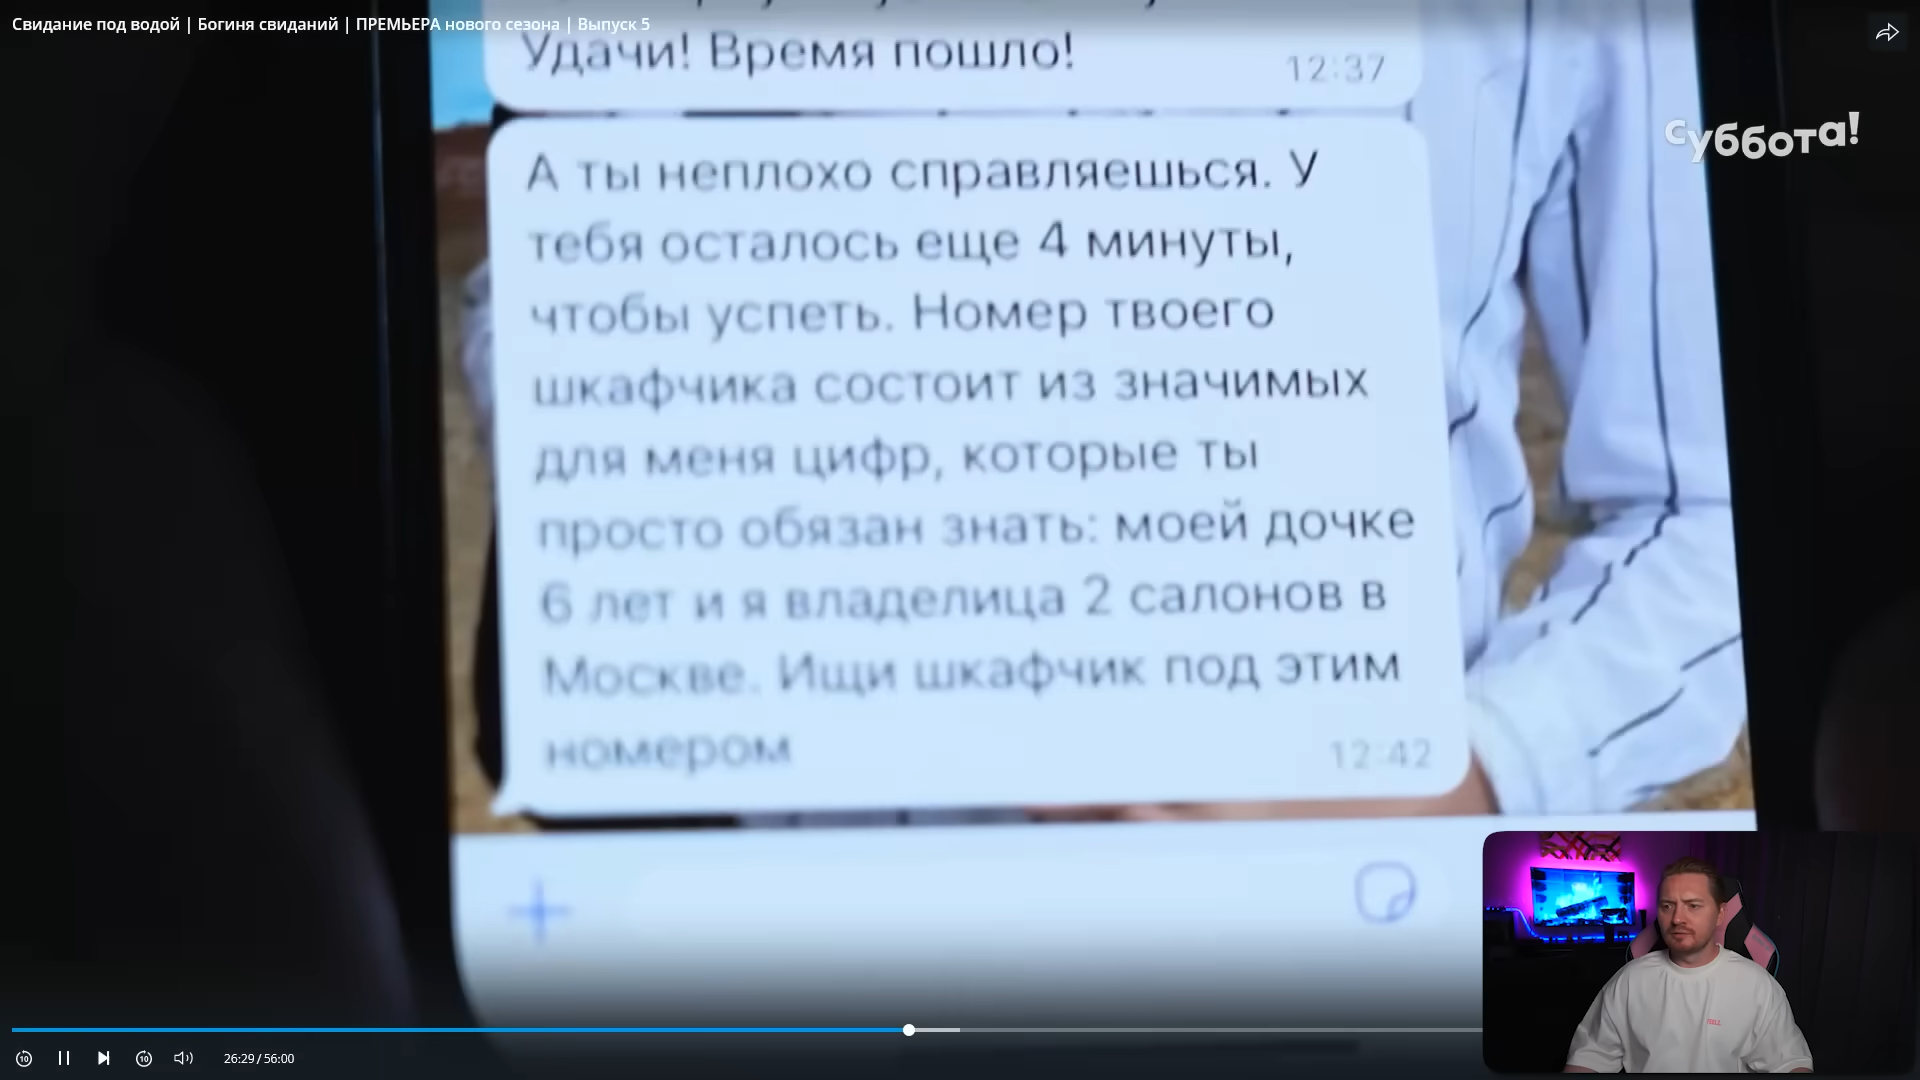 Свидание под водой | Богиня свиданий | ПРЕМЬЕРА нового сезона | Выпуск 5
Удачи! Время пошло!
12:37
суббота!
А ты неплохо справляешься. У
тебя осталось еще 4 минуты,
чтобы успеть. Номер твоего
шкафчика состоит из значимых
для меня цифр, которые ты
просто обязан знать: моей дочке
6 лет и я владелица 2 салонов в
Москве. Ищи шкафчик под этим
номером
12:42
10
10
26:29 / 56:00